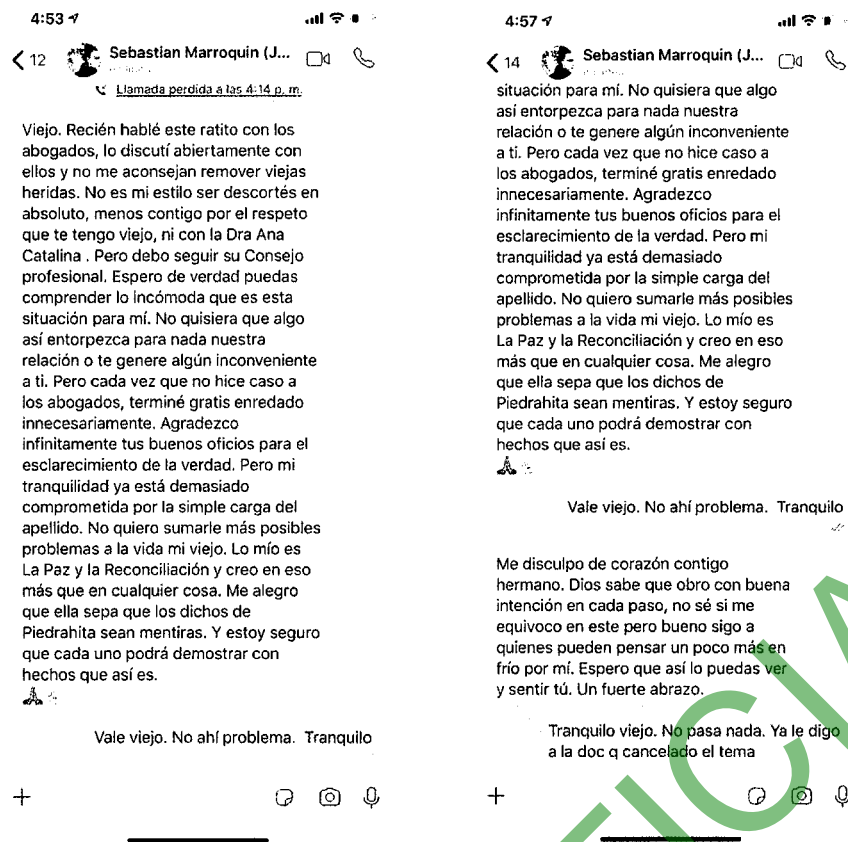 4:53
12
Sebastian Marroquin (J...
Llamada perdida a las 4:14 p. m.
Viejo. Recién hablé este ratito con los
abogados, lo discutí abiertamente con
ellos y no me aconsejan remover viejas
heridas. No es mi estilo ser descortés en
absoluto, menos contigo por el respeto
que te tengo viejo, ni con la Dra Ana
Catalina . Pero debo seguir su Consejo
profesional. Espero de verdad puedas
comprender lo incómoda que es esta
situación para mí. No quisiera que algo
así entorpezca para nada nuestra
relación o te genere algún inconveniente
a ti. Pero cada vez que no hice caso a
los abogados, terminé gratis enredado
innecesariamente. Agradezco
infinitamente tus buenos oficios para el
esclarecimiento de la verdad. Pero mi
tranquilidad ya está demasiado
comprometida por la simple carga del
apellido. No quiero sumarle más posibles
problemas a la vida mi viejo. Lo mío es
La Paz y la Reconciliación y creo en eso
más que en cualquier cosa. Me alegro
que ella sepa que los dichos de
Piedrahita sean mentiras. Y estoy seguro
que cada uno podrá demostrar con
hechos que así es.
Vale viejo. No ahí problema. Tranquilo
4:57
14
Sebastian Marroquin (J...
situación para mí. No quisiera que algo
así entorpezca para nada nuestra
relación o te genere algún inconveniente
a ti. Pero cada vez que no hice caso a
los abogados, terminé gratis enredado
innecesariamente. Agradezco
infinitamente tus buenos oficios para el
esclarecimiento de la verdad. Pero mi
tranquilidad ya está demasiado
comprometida por la simple carga del
apellido. No quiero sumarle más posibles
problemas a la vida mi viejo. Lo mío es
La Paz y la Reconciliación y creo en eso
más que en cualquier cosa. Me alegro
que ella sepa que los dichos de
Piedrahita sean mentiras. Y estoy seguro
que cada uno podrá demostrar con
hechos que así es.
Vale viejo. No ahí problema. Tranquilo
Me disculpo de corazón contigo
hermano. Dios sabe que obro con buena
intención en cada paso, no sé si me
equivoco en este pero bueno sigo a
quienes pueden pensar un poco más en
frío por mí. Espero que así lo puedas ver
y sentir tú. Un fuerte abrazo.
Tranquilo viejo. No pasa nada. Ya le digo
a la doc q cancelado el tema
TICIA